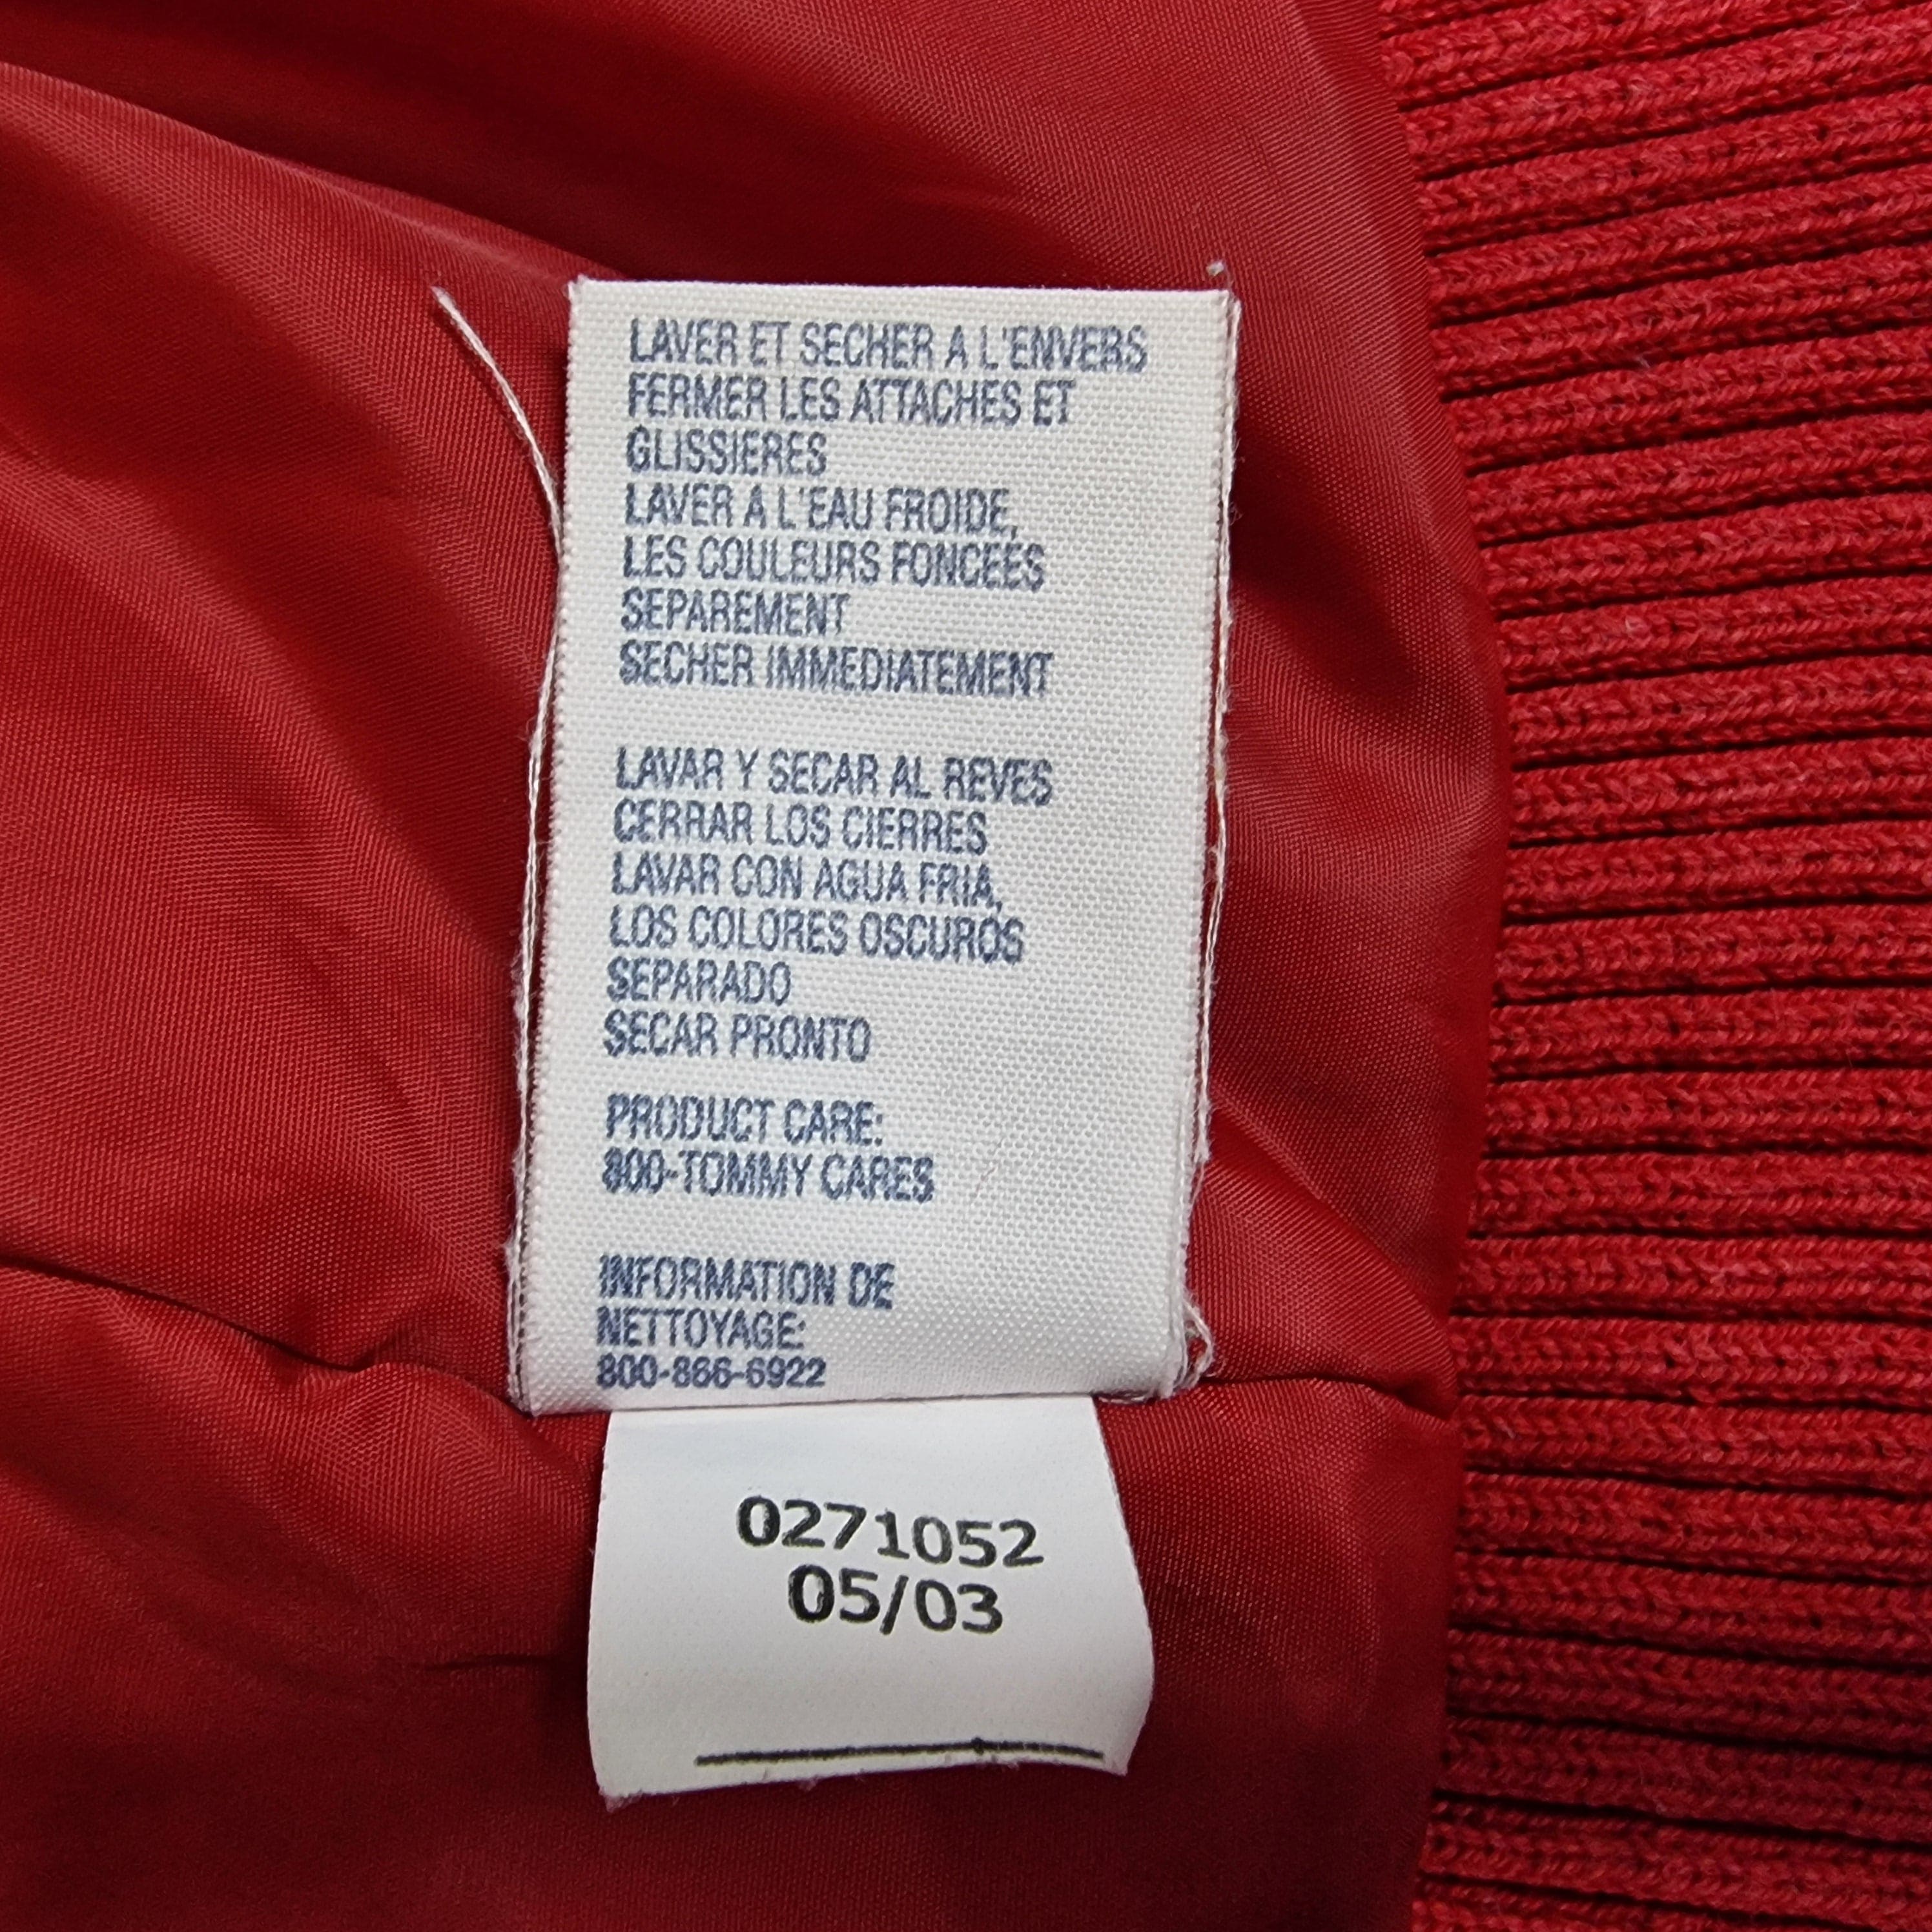 LAVER ET SECHER A L'ENVERS
FERMER LES ATTACHES ET
GLISSIERES
LAVER A L'EAU FROIDE,
LES COULEURS FONCEES
SEPAREMENT
SECHER IMMEDIATEMENT
LAVAR Y SECAR AL REVES
CERRAR LOS CIERRES
LAVAR CON AGUA FRIA,
LOS COLORES OSCUROS
SEPARADO
SECAR PRONTO
PRODUCT CARE:
800-TOMMY CARES
INFORMATION DE
NETTOYAGE:
800-866-6922
0271052
05/03